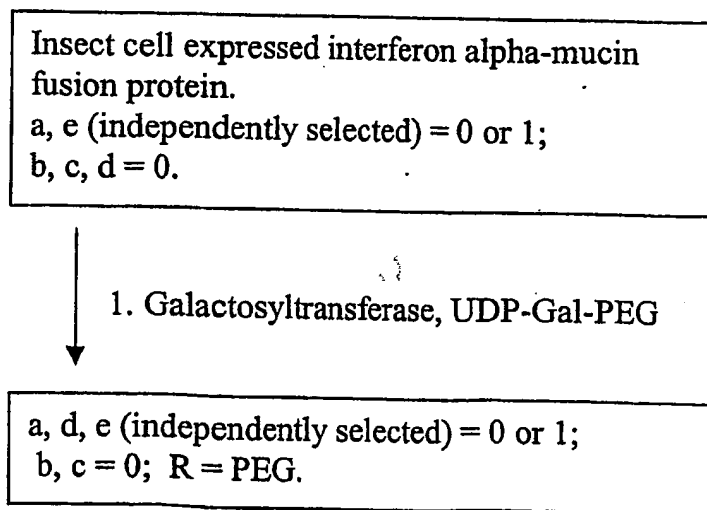 Insect cell expressed interferon alpha-mucin
fusion protein.
a, e (independently selected) = 0 or 1;
b, c, d = 0.
1. Galactosyltransferase, UDP-Gal-PEG
a, d, e (independently selected) = 0 or 1;
b, c = 0; R = PEG.